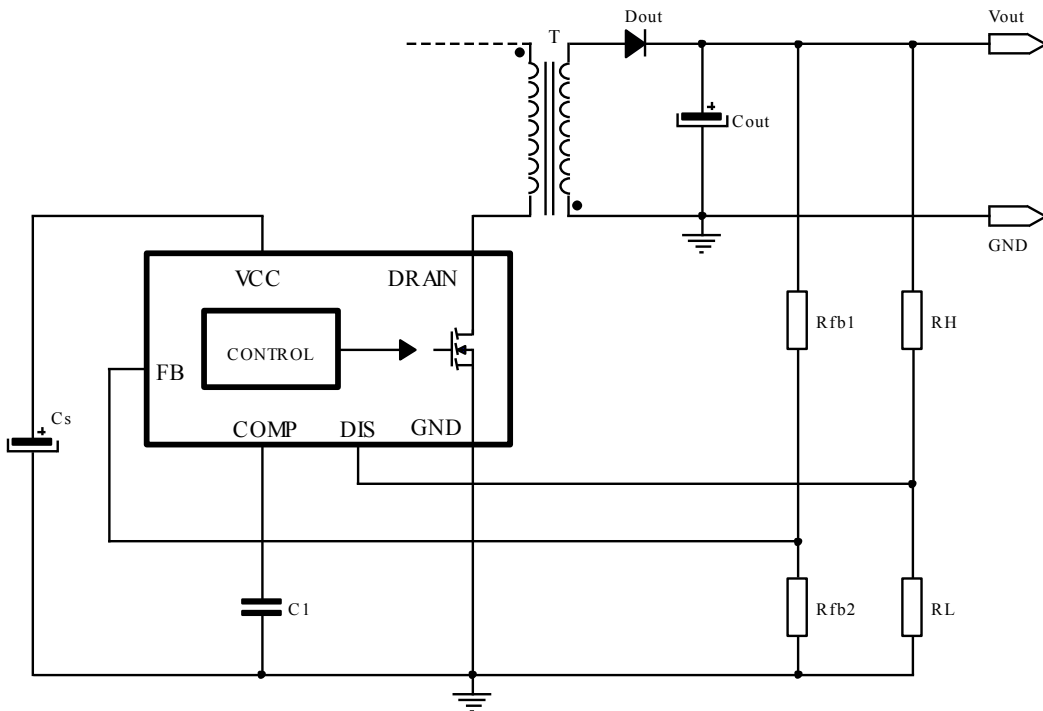 Dout
Vout
T
Cout
GND
VCC
DRAIN
Rfb1
RH
CONTROL
FB
Cs
COMP
DIS
GND
C1
Rfb2
RL